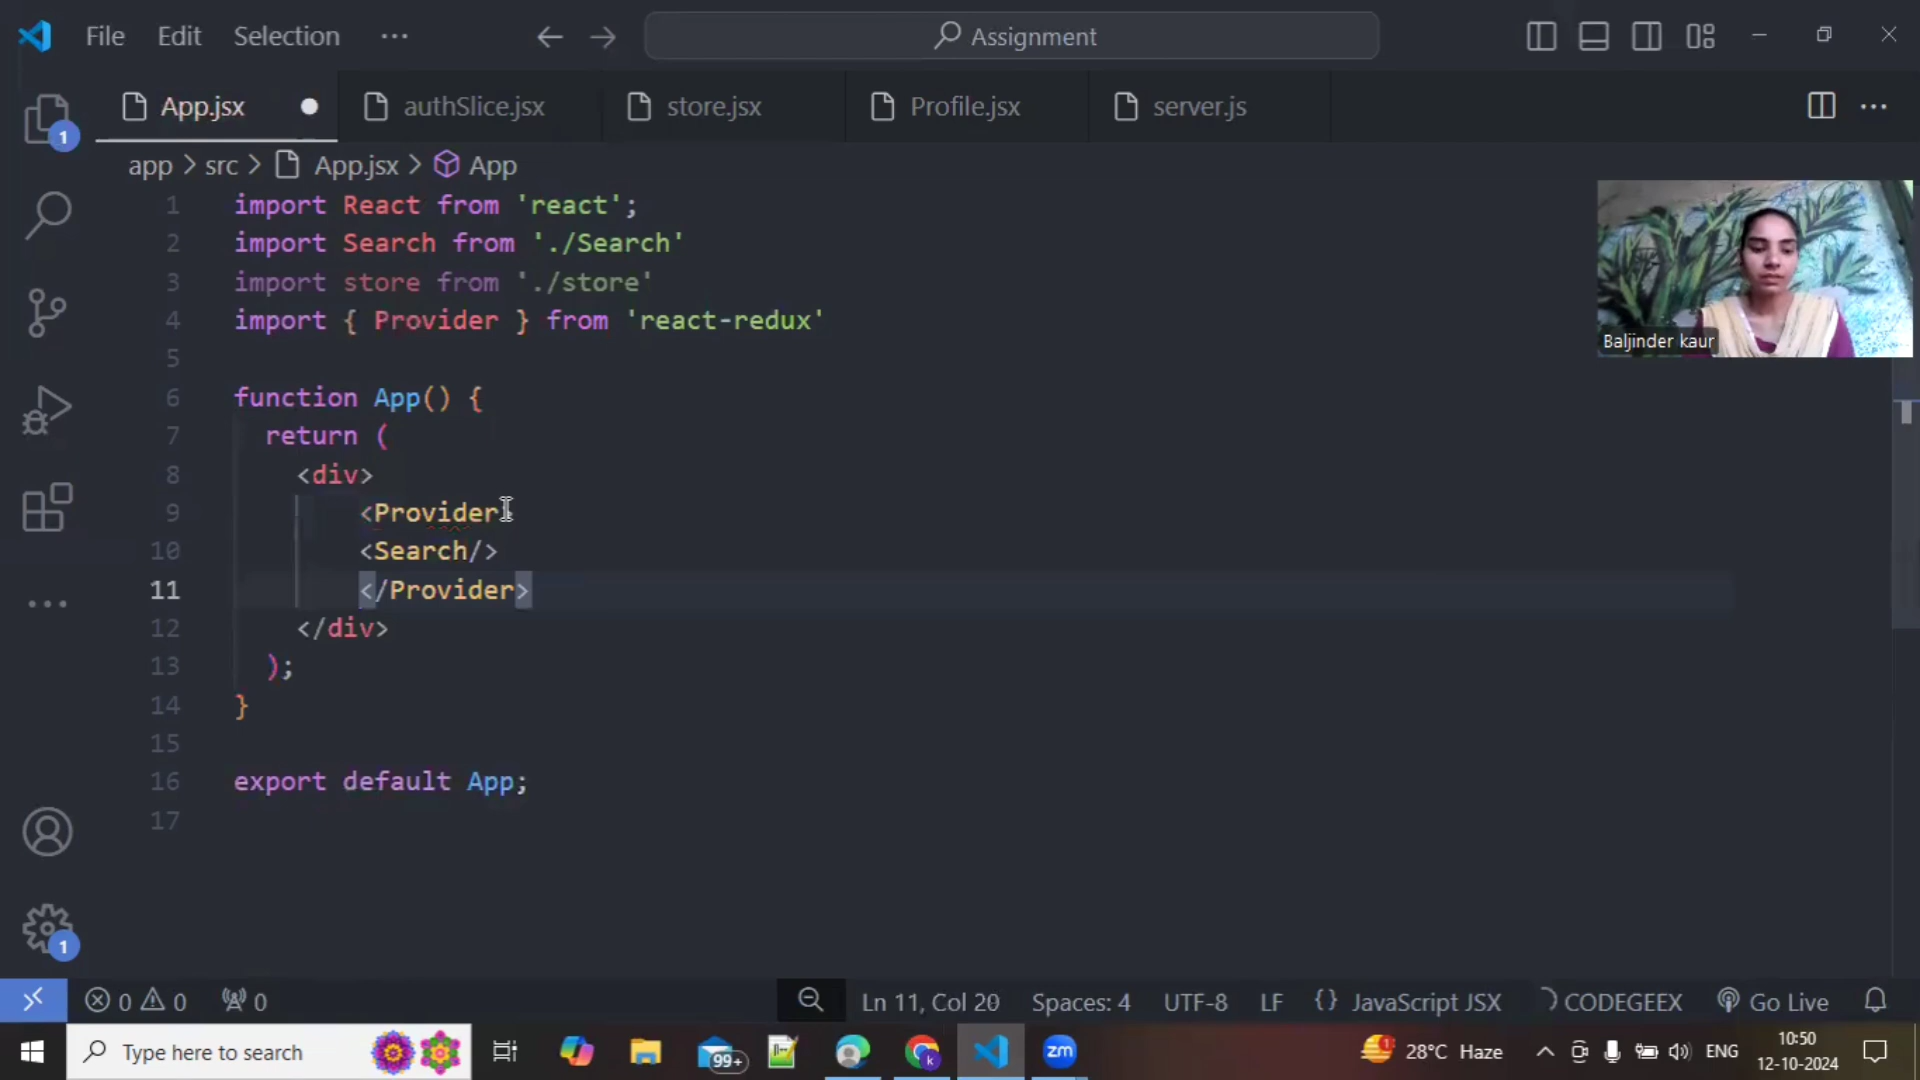 File Edit Selection ... Assignment
App.jsx authSlice.jsx store.jsx Profile.jsx server.js ...
app > src > App.jsx > App
1 import React from 'react';
2 import Search from './Search'
3 import store from './store'
4 import { Provider } from 'react-redux'
5
6 function App() {
7 return (
8 <div>
9 <Provider>
10 <Search/>
11 </Provider>
12 </div>
13 );
14 }
15
16 export default App;
17
1
1
Baljinder kaur
0 0 0 Ln 11, Col 20 Spaces: 4 UTF-8 LF {} JavaScript JSX CODEGEEX Go Live
Type here to search 99+ k zm 1 28°C Haze ENG 10:50
12-10-2024